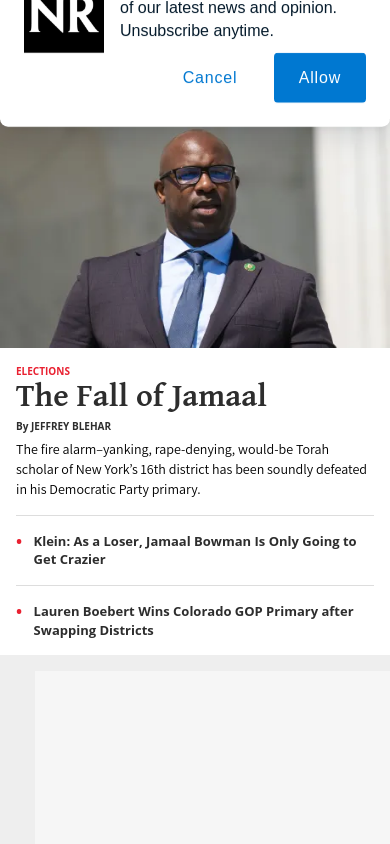 NR
of our latest news and opinion.
Unsubscribe anytime.
Cancel
Allow
ELECTIONS
The Fall of Jamaal
By JEFFREY BLEHAR
The fire alarm–yanking, rape-denying, would-be Torah
scholar of New York’s 16th district has been soundly defeated
in his Democratic Party primary.
Klein: As a Loser, Jamaal Bowman Is Only Going to
Get Crazier
Lauren Boebert Wins Colorado GOP Primary after
Swapping Districts